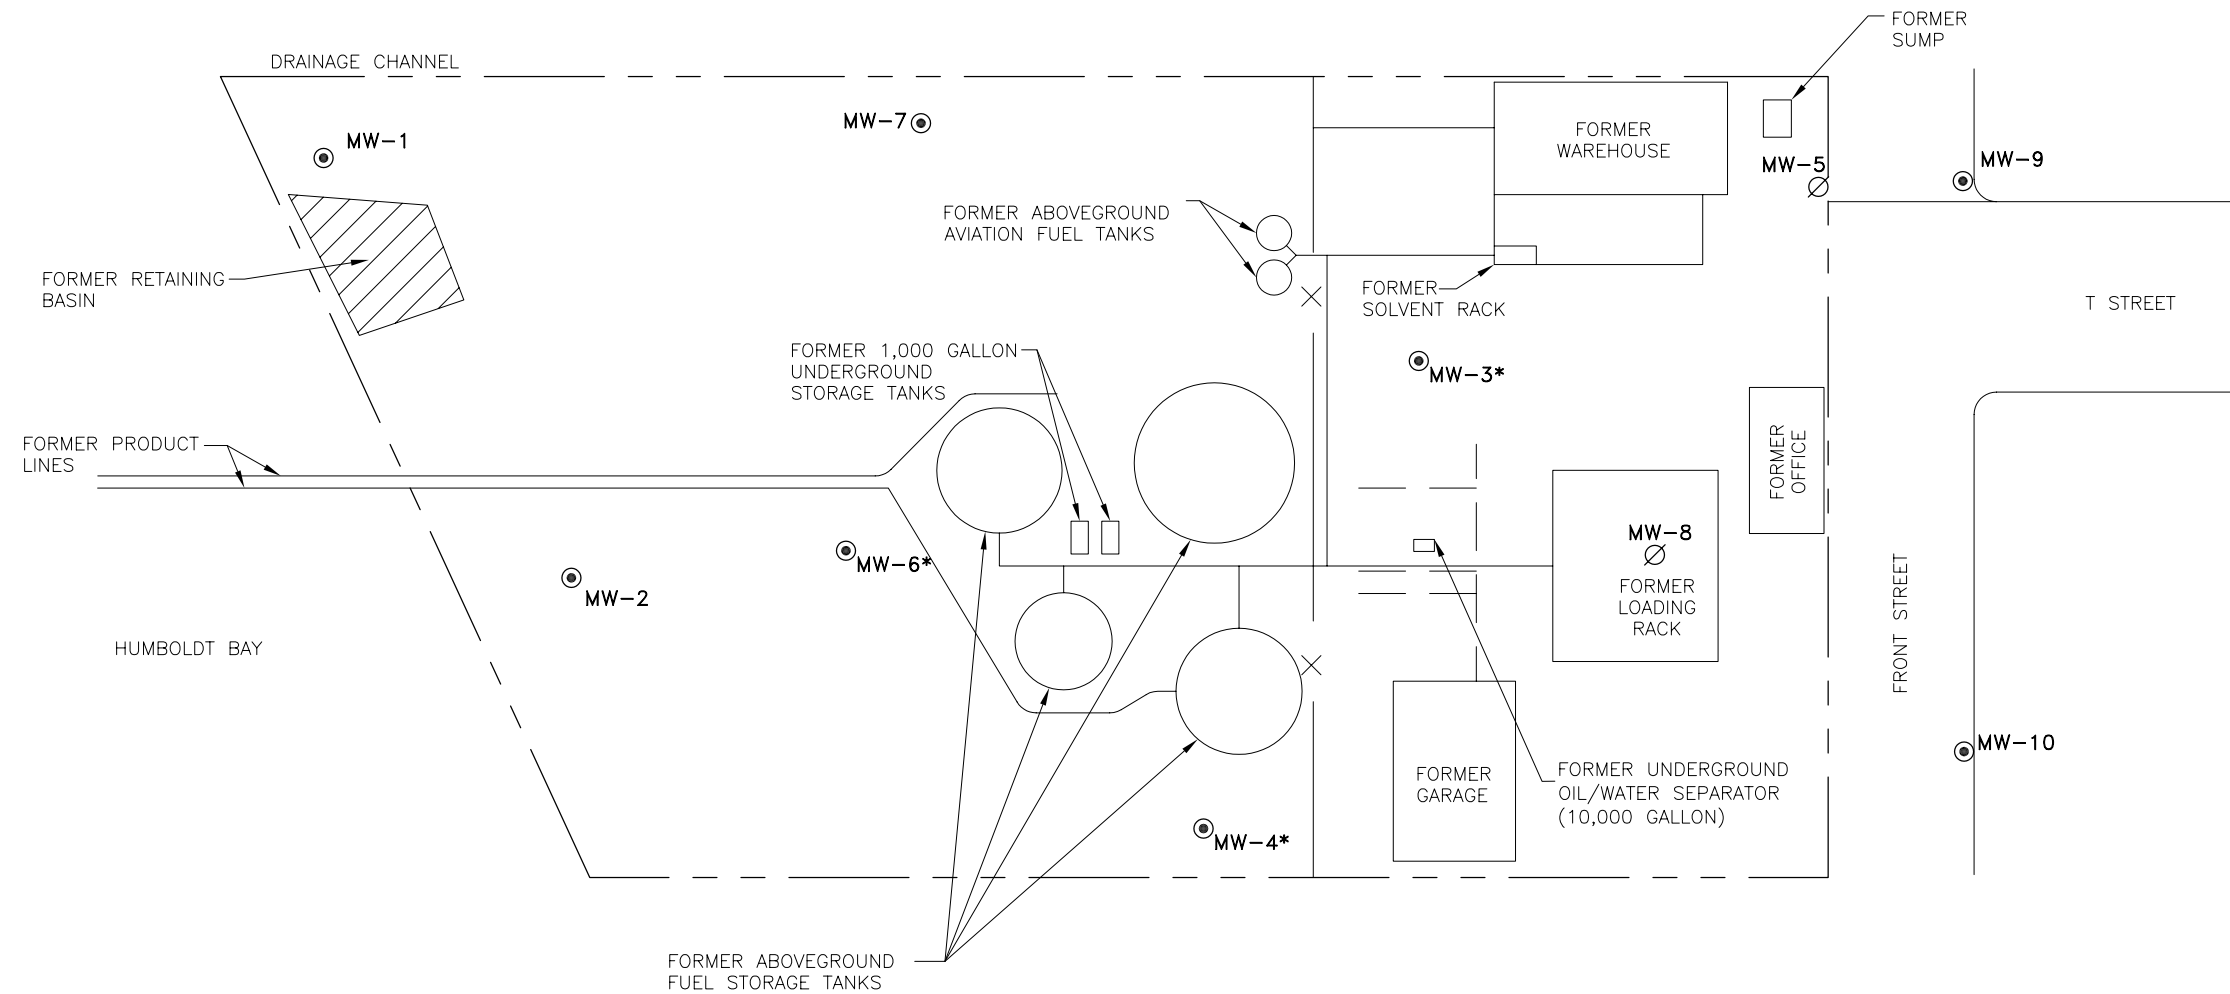 FORMER
SUMP
DRAINAGE CHANNEL
MW-7
MW-1
FORMER
WAREHOUSE
MW-5
MW-9
FORMER ABOVEGROUND
AVIATION FUEL TANKS
FORMER RETAINING
BASIN
FORMER
SOLVENT RACK
T STREET
FORMER 1,000 GALLON
UNDERGROUND
STORAGE TANKS
MW-3*
FORMER PRODUCT
LINES
FORMER
OFFICE
MW-8
MW-6*
MW-2
FORMER
LOADING
RACK
HUMBOLDT BAY
FRONT STREET
MW-10
FORMER
GARAGE
FORMER UNDERGROUND
OIL/WATER SEPARATOR
(10,000 GALLON)
MW-4*
FORMER ABOVEGROUND
FUEL STORAGE TANKS